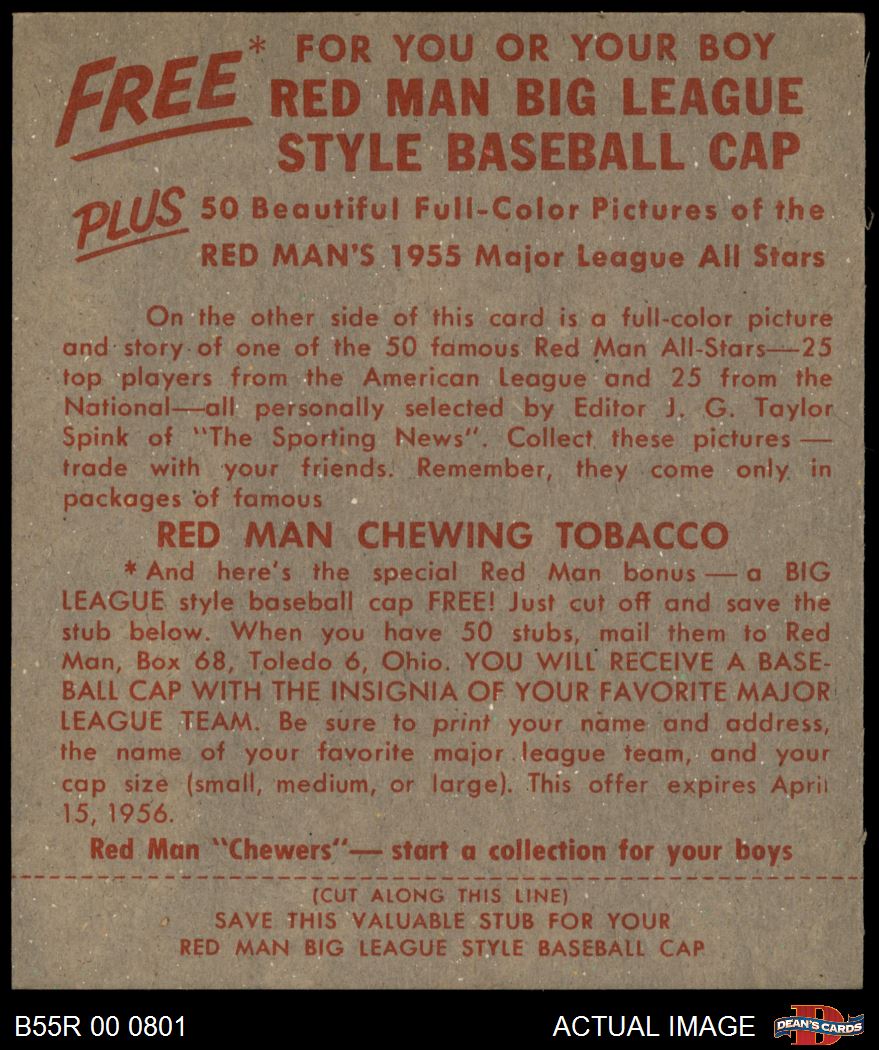 FREE* FOR YOU OR YOUR BOY
RED MAN BIG LEAGUE
STYLE BASEBALL CAP
PLUS 50 Beautiful Full-Color Pictures of the
RED MAN'S 1955 Major League All Stars
On the other side of this card is a full-color picture
and story of one of the 50 famous Red Man All-Stars—25
top players from the American League and 25 from the
National—all personally selected by Editor J. G. Taylor
Spink of "The Sporting News". Collect these pictures —
trade with your friends. Remember, they come only in
packages of famous
RED MAN CHEWING TOBACCO
* And here's the special Red Man bonus — a BIG
LEAGUE style baseball cap FREE! Just cut off and save the
stub below. When you have 50 stubs, mail them to Red
Man, Box 68, Toledo 6, Ohio. YOU WILL RECEIVE A BASE-
BALL CAP WITH THE INSIGNIA OF YOUR FAVORITE MAJOR
LEAGUE TEAM. Be sure to print your name and address,
the name of your favorite major league team, and your
cap size (small, medium, or large). This offer expires April
15, 1956.
Red Man "Chewers"— start a collection for your boys
(CUT ALONG THIS LINE)
SAVE THIS VALUABLE STUB FOR YOUR
RED MAN BIG LEAGUE STYLE BASEBALL CAP
B55R 00 0801 ACTUAL IMAGE DEAN'S CARDS